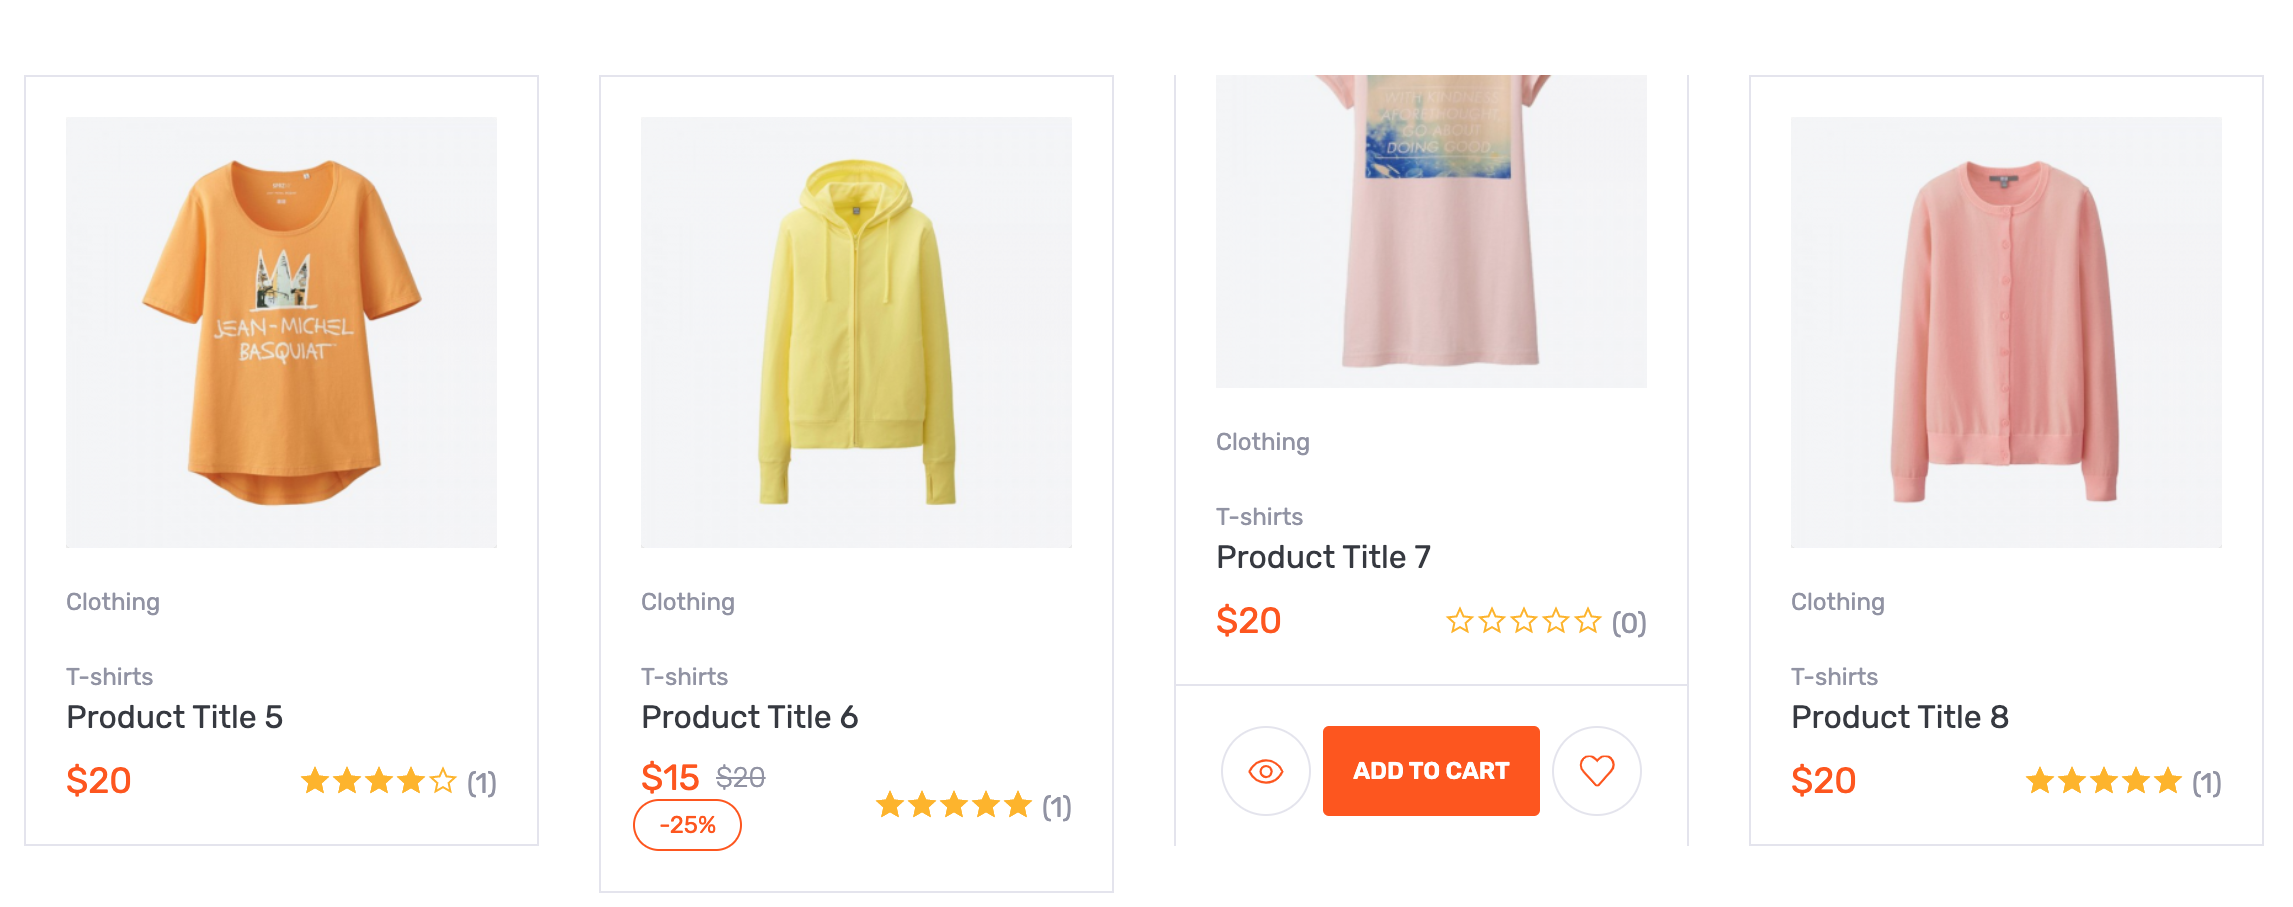 JEAN-MICHEL
BASQUIAT
Clothing
T-shirts
Product Title 5
$20
(1)
Clothing
T-shirts
Product Title 6
$15 $20
-25%
(1)
WITH KINDNESS
AFORETHOUGHT
GO ABOUT
DOING GOOD
Clothing
T-shirts
Product Title 7
$20
(0)
ADD TO CART
Clothing
T-shirts
Product Title 8
$20
(1)